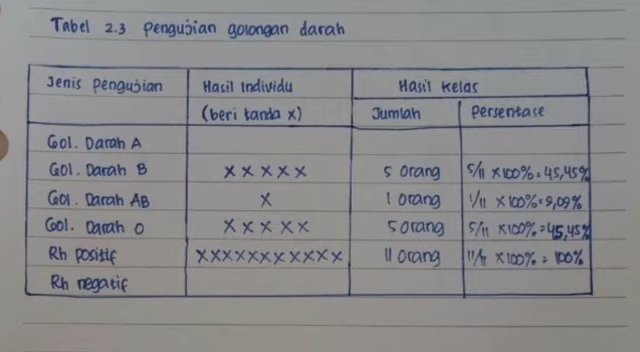 Tabel 2.3 Pengujian golongan darah
Jenis Pengujian Hasil Individu (beri tanda x) Hasil Kelas
Jumlah Persentase
Gol. Darah A
Gol. Darah B x x x x x 5 orang 5/11 x 100% = 45,45%
Gol. Darah AB x 1 orang 1/11 x 100% = 9,09%
Gol. Darah O x x x x x 5 orang 5/11 x 100% = 45,45%
Rh positif xxxxxxxxxxx 11 orang 11/11 x 100% = 100%
Rh negatif